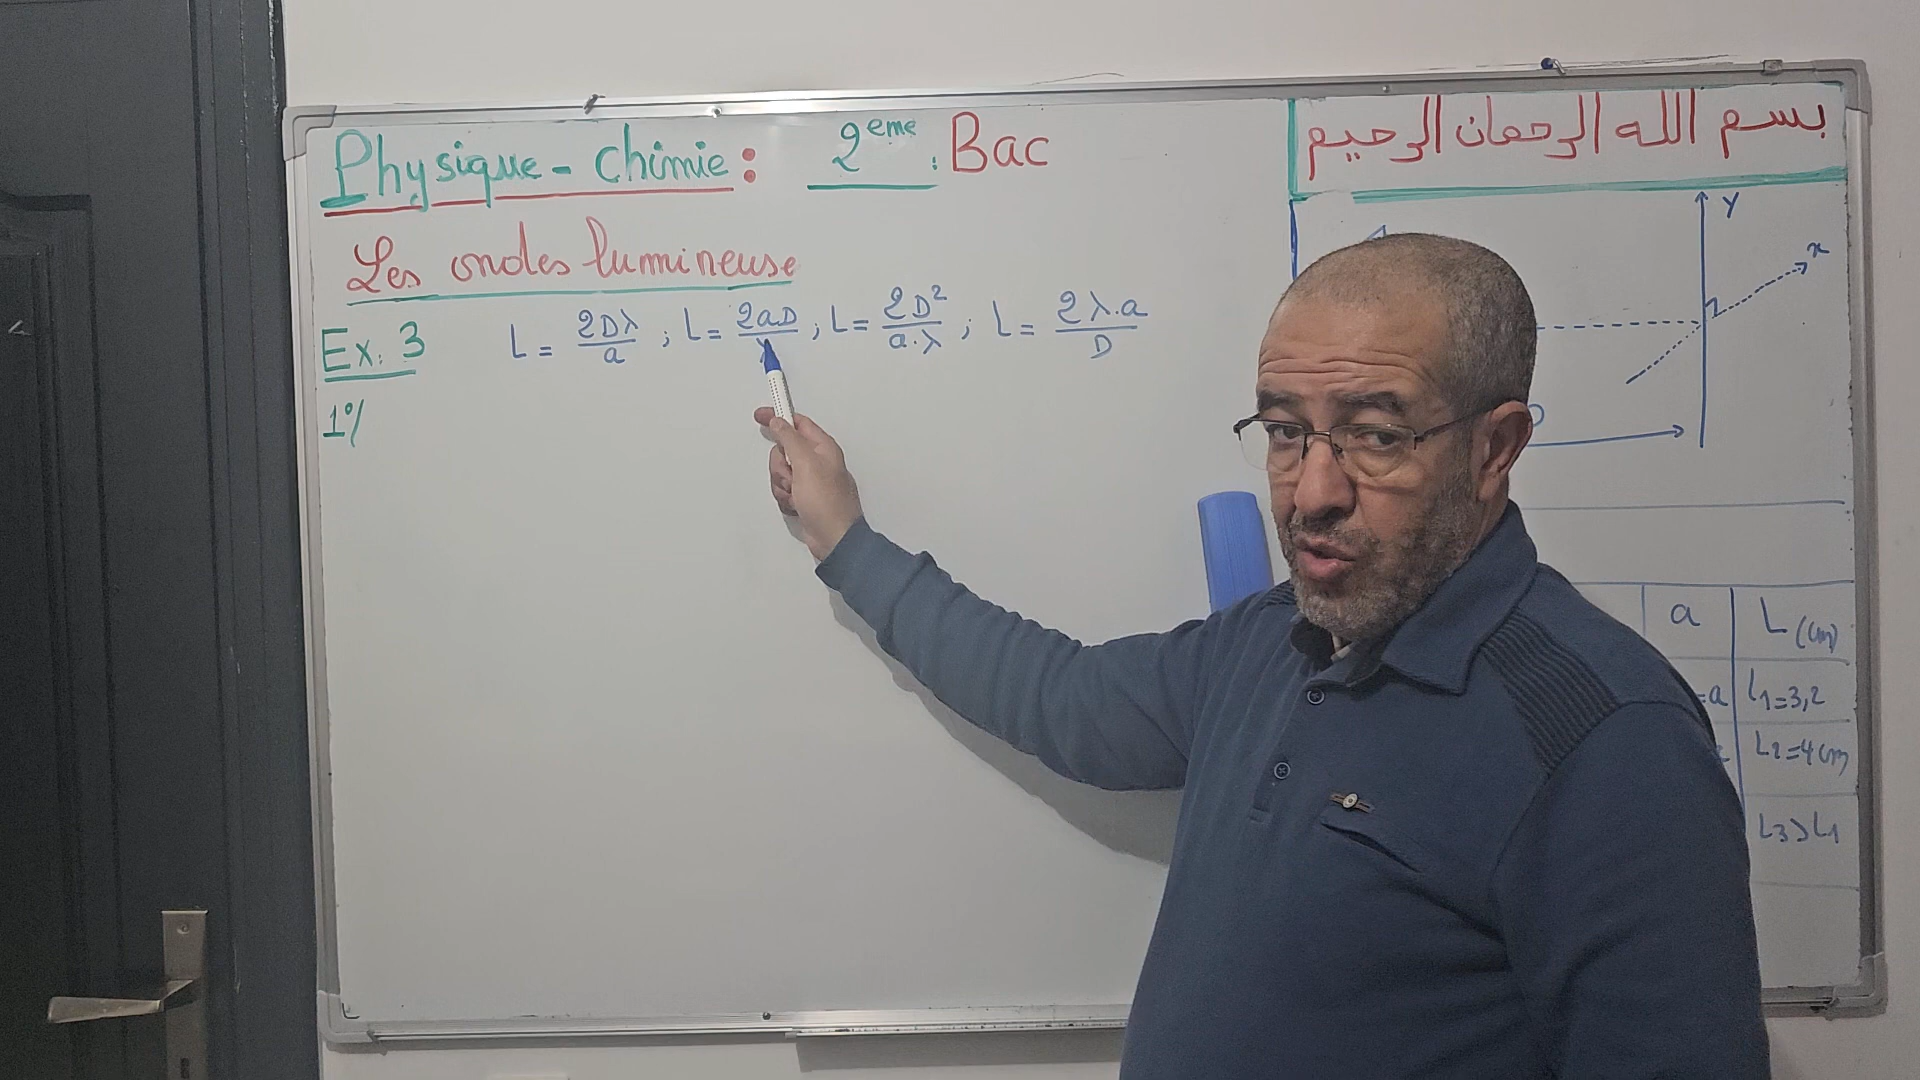 Physique - chimie : 2eme : Bac
بسم الله الرحمان الرحيم
Les ondes lumineuse
Ex: 3
L = 2Dλ/a ; L = 2aD/λ ; L = 2D²/a.λ ; L = 2λ.a/D
1°/
y
x
a L(cm)
=a L1=3,2
L2=4cm
L3>L1